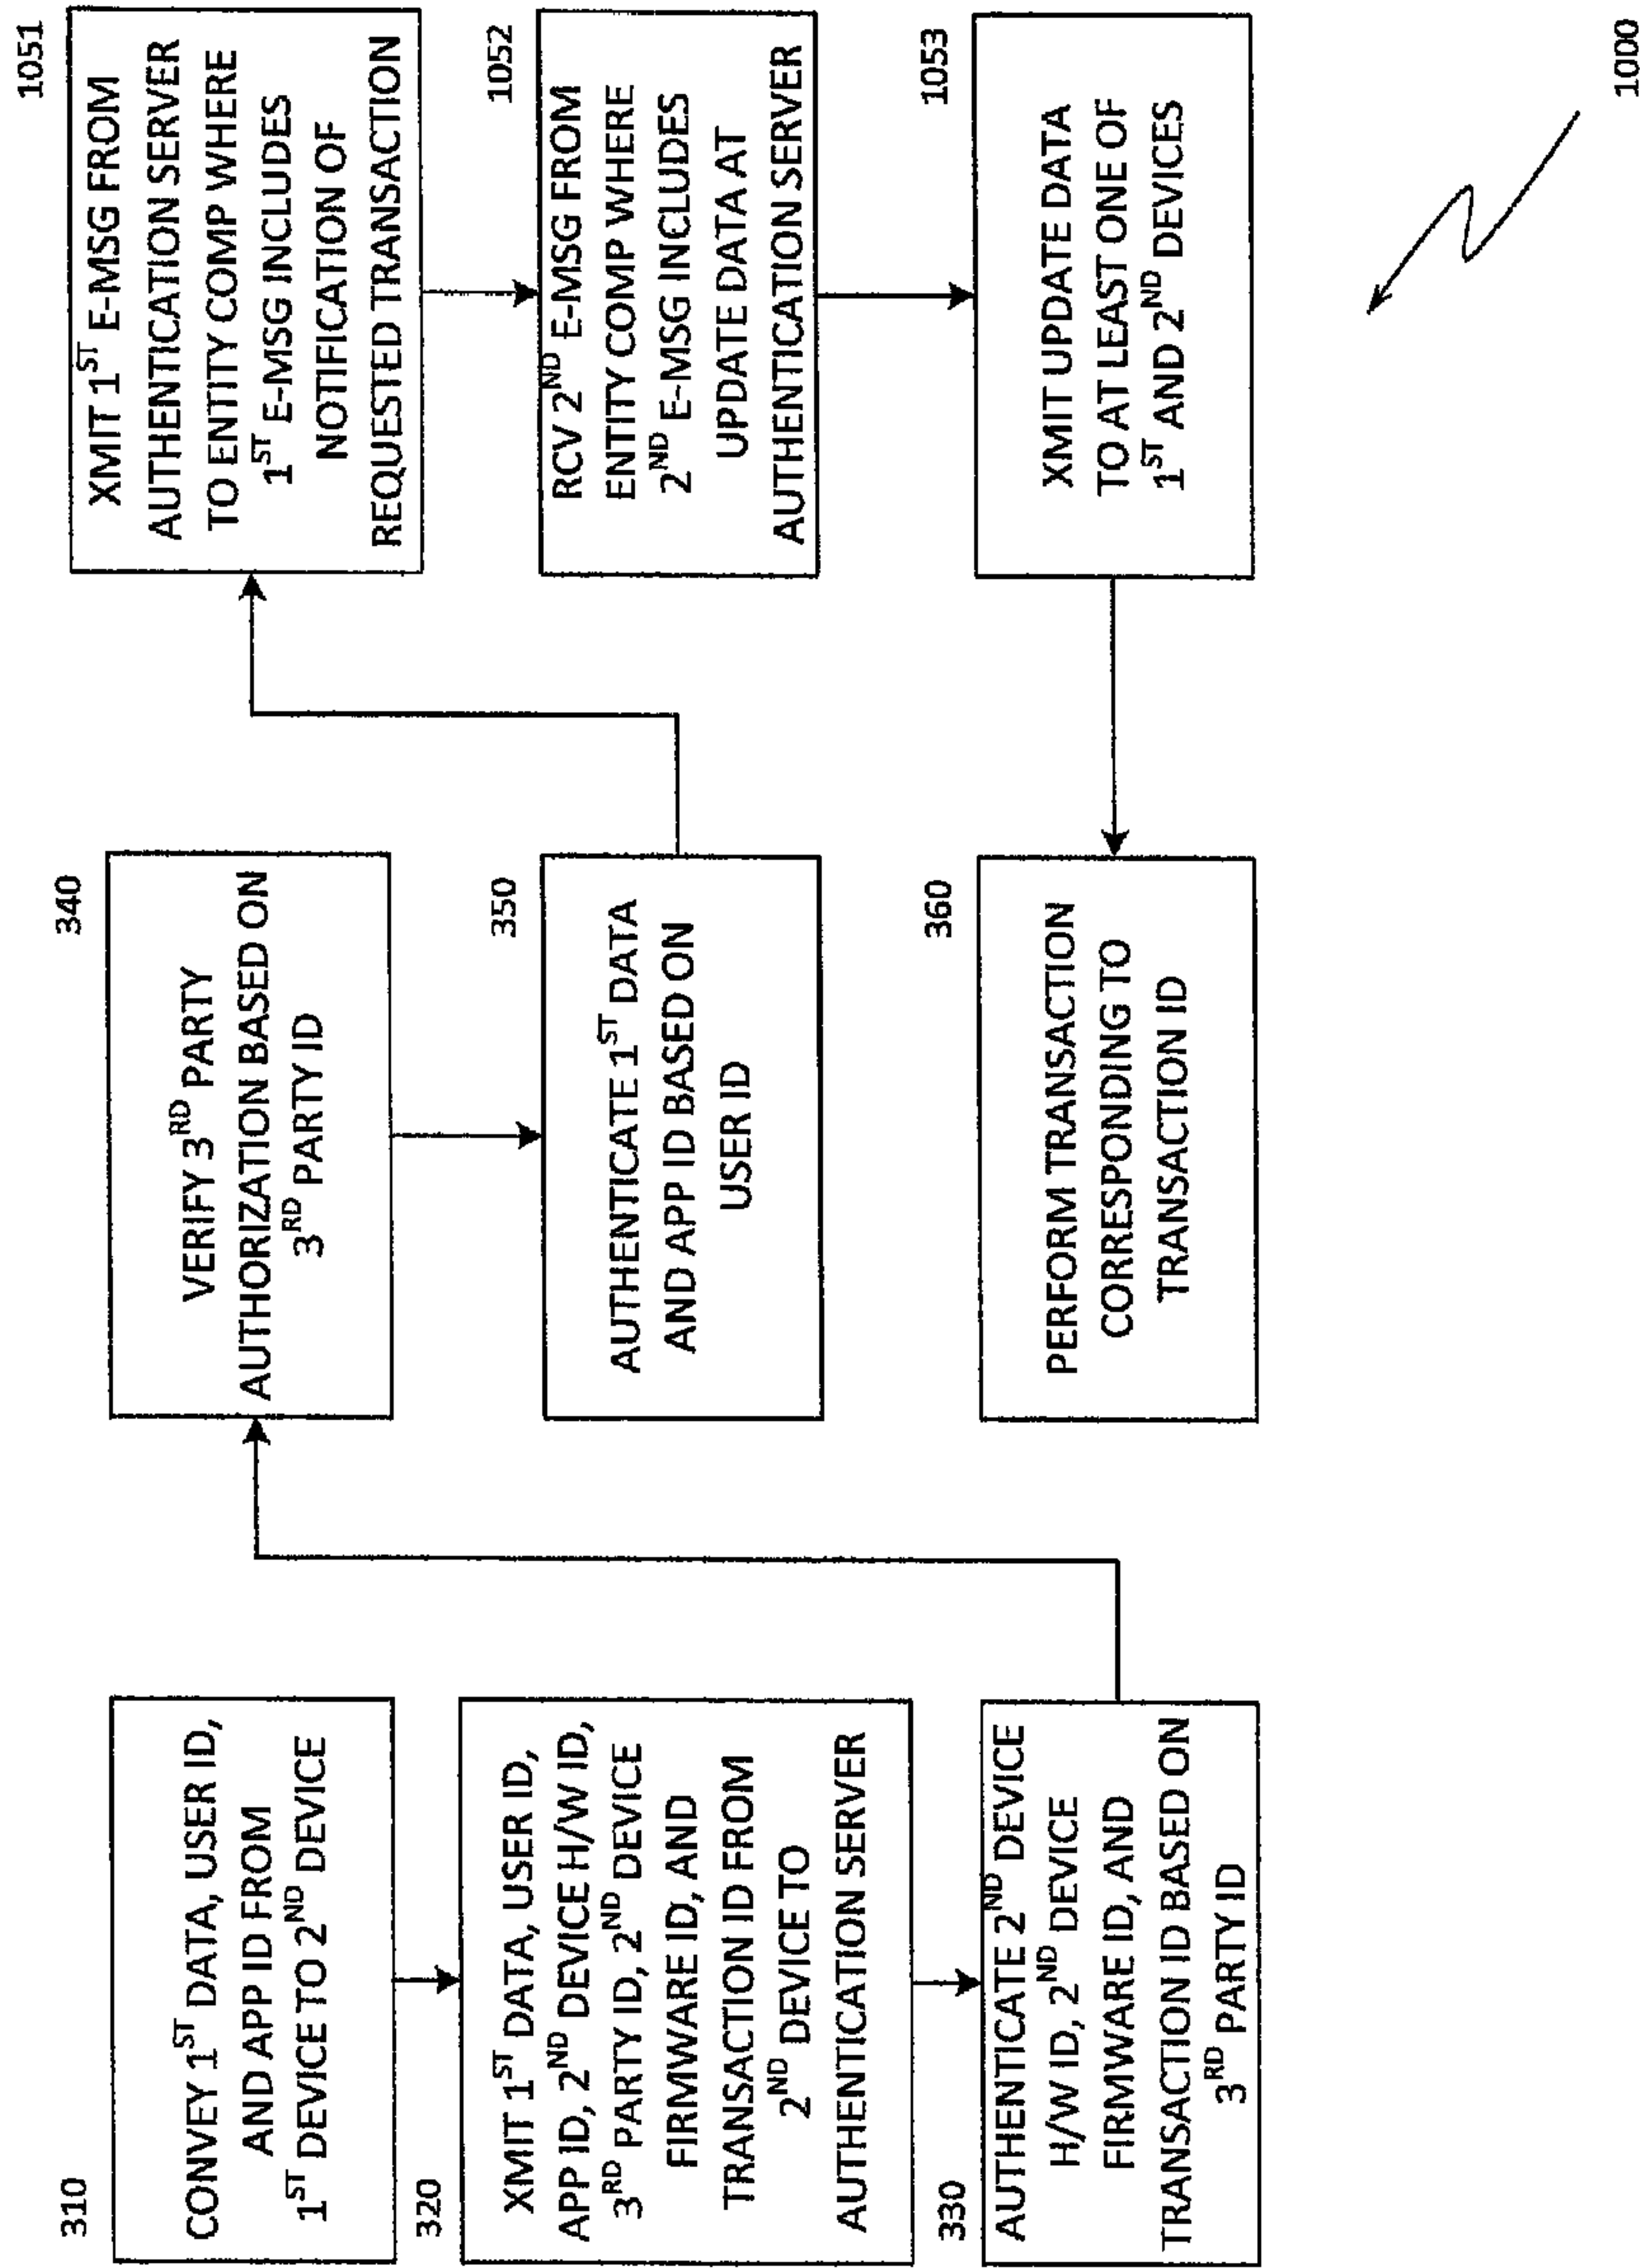 310
CONVEY 1ST DATA, USER ID,
AND APP ID FROM
1ST DEVICE TO 2ND DEVICE
320
XMIT 1ST DATA, USER ID,
APP ID, 2ND DEVICE H/W ID,
3RD PARTY ID, 2ND DEVICE
FIRMWARE ID, AND
TRANSACTION ID FROM
2ND DEVICE TO
AUTHENTICATION SERVER
330
AUTHENTICATE 2ND DEVICE
H/W ID, 2ND DEVICE
FIRMWARE ID, AND
TRANSACTION ID BASED ON
3RD PARTY ID
340
VERIFY 3RD PARTY
AUTHORIZATION BASED ON
3RD PARTY ID
350
AUTHENTICATE 1ST DATA
AND APP ID BASED ON
USER ID
360
PERFORM TRANSACTION
CORRESPONDING TO
TRANSACTION ID
1051
XMIT 1ST E-MSG FROM
AUTHENTICATION SERVER
TO ENTITY COMP WHERE
1ST E-MSG INCLUDES
NOTIFICATION OF
REQUESTED TRANSACTION
1052
RCV 2ND E-MSG FROM
ENTITY COMP WHERE
2ND E-MSG INCLUDES
UPDATE DATA AT
AUTHENTICATION SERVER
1053
XMIT UPDATE DATA
TO AT LEAST ONE OF
1ST AND 2ND DEVICES
1000